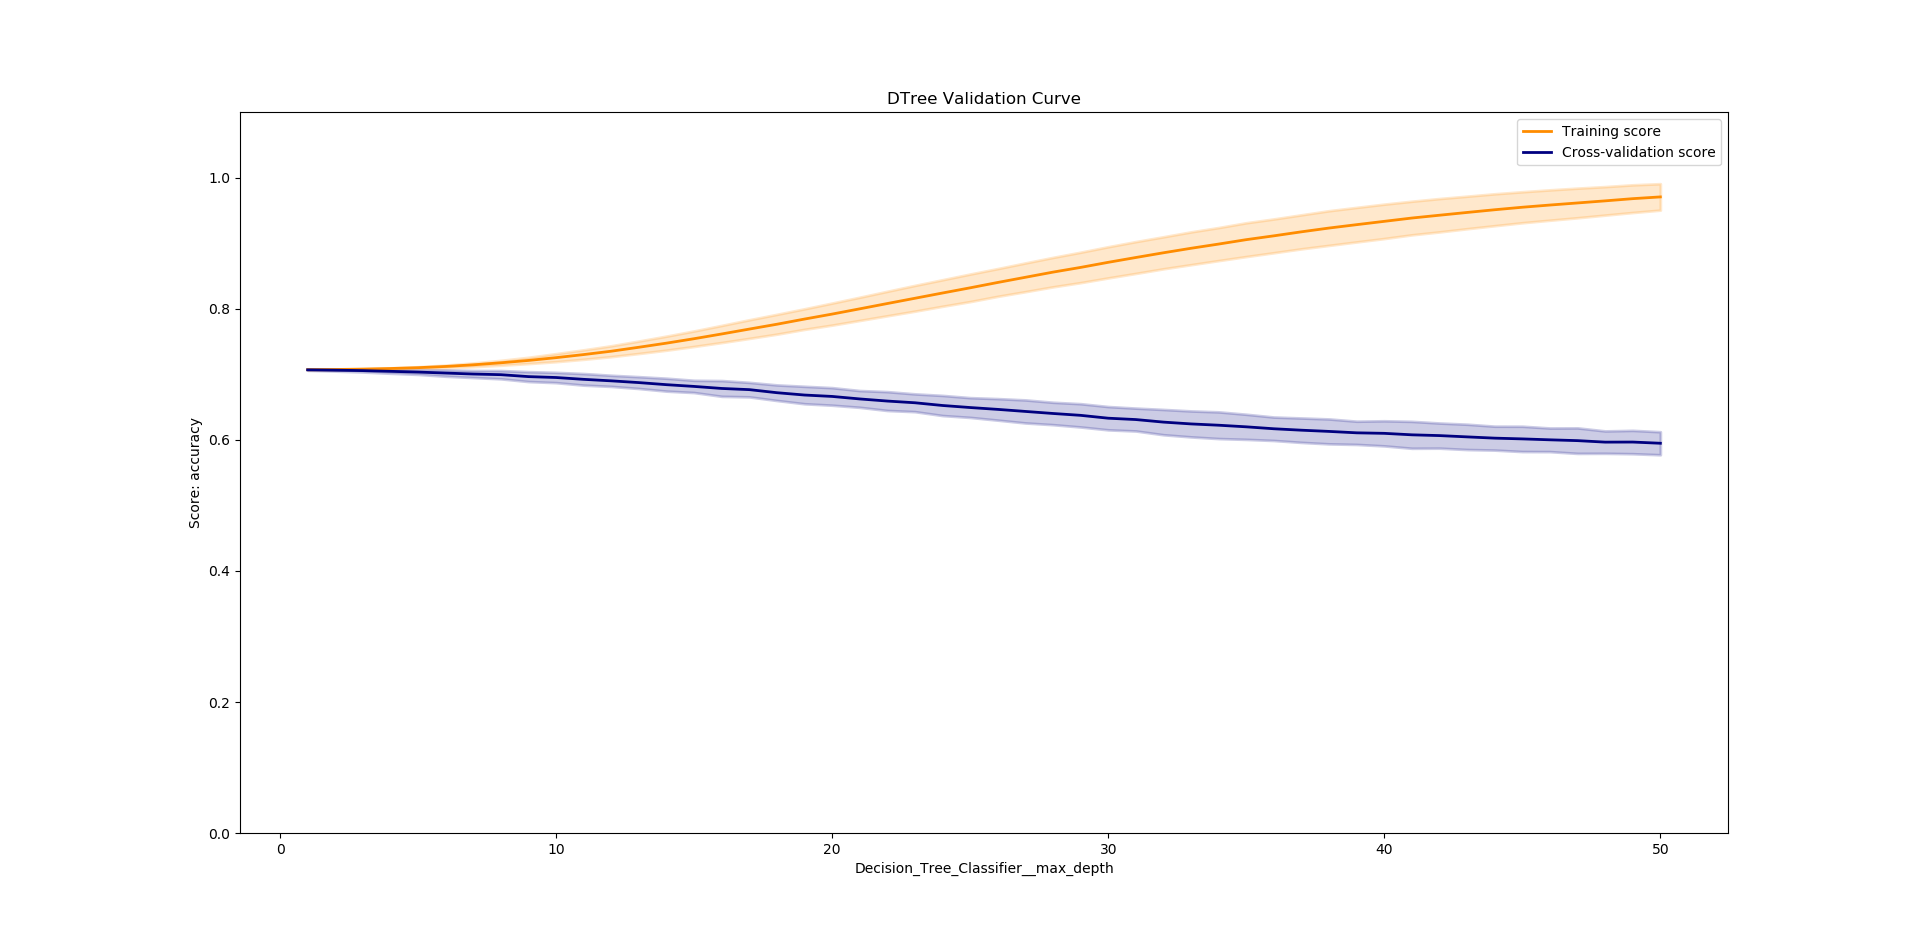 DTree Validation Curve
Training score
Cross-validation score
1.0
0.8
0.6
0.4
0.2
0.0
Score: accuracy
0 10 20 30 40 50
Decision_Tree_Classifier__max_depth